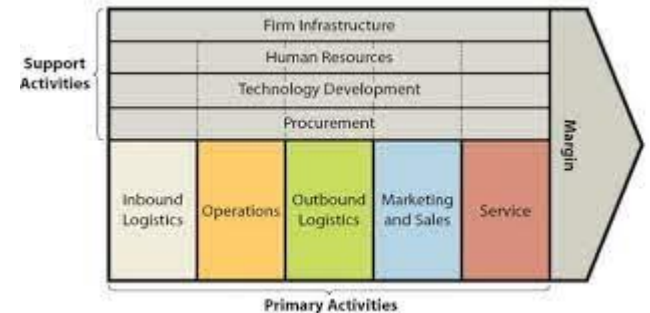 Firm Infrastructure
Human Resources
Support
Activities
Technology Development
Procurement
Margin
Inbound
Logistics
Operations
Outbound
Logistics
Marketing
and Sales
Service
Primary Activities